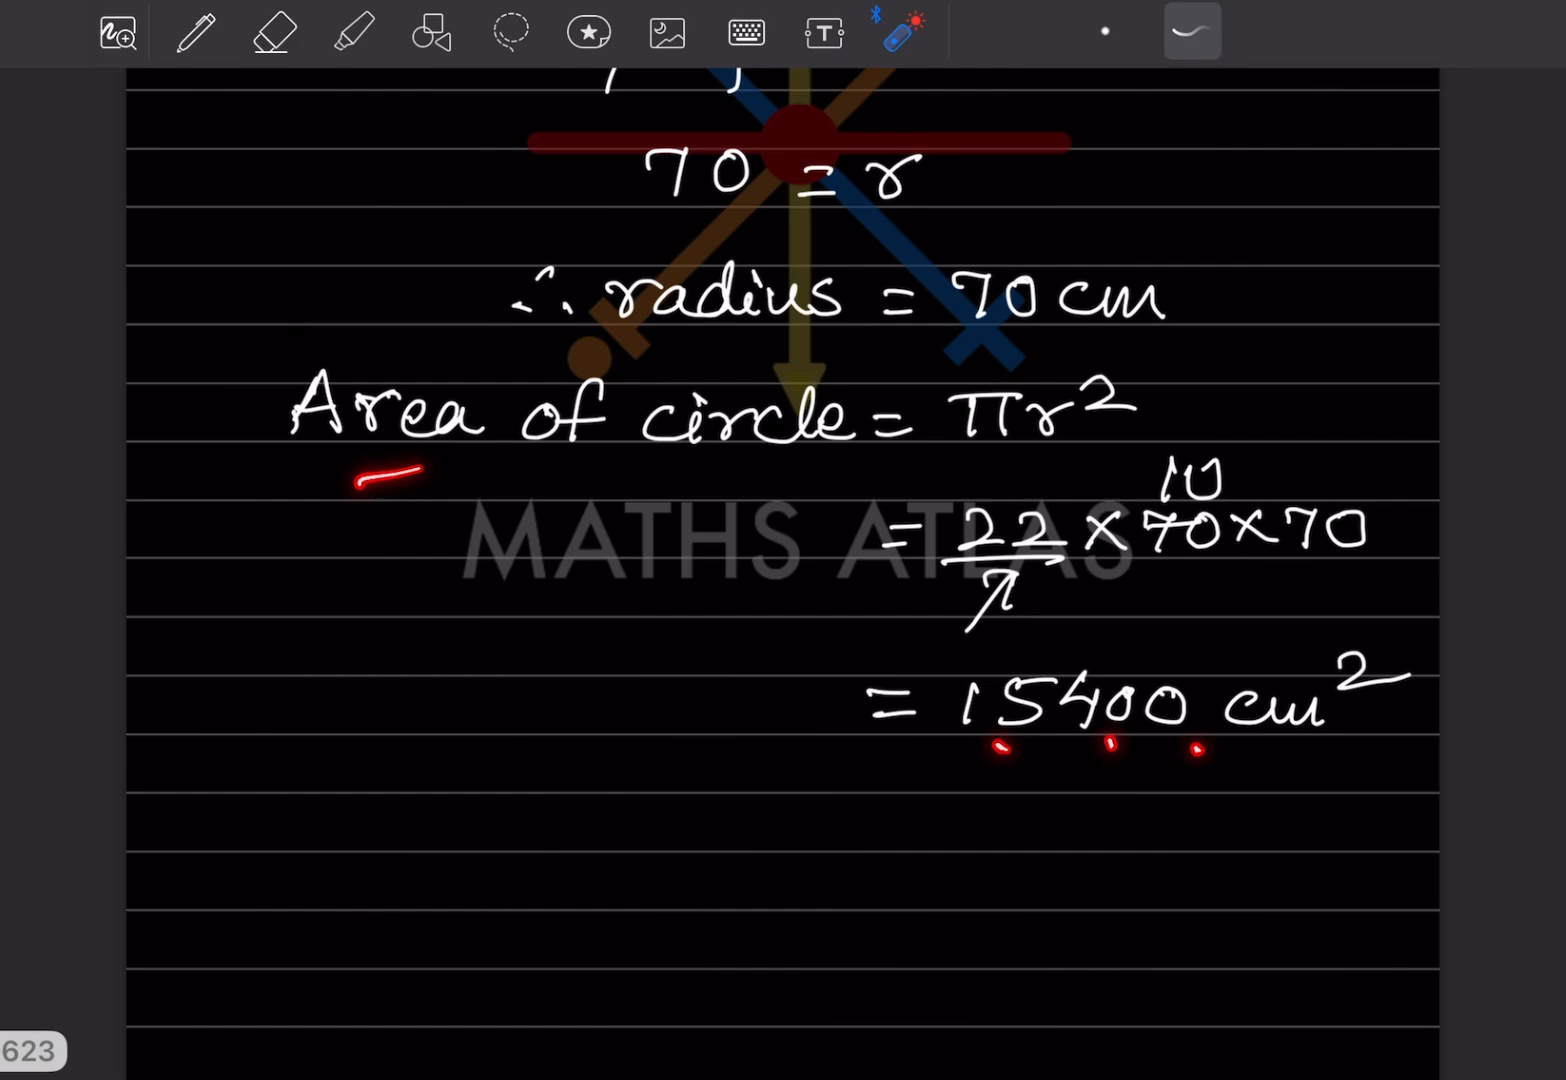 70 = r
∴ radius = 70 cm
Area of circle = πr²
10
= 22/7 × 70 × 70
MATHS ATLAS
= 15400 cm²
623